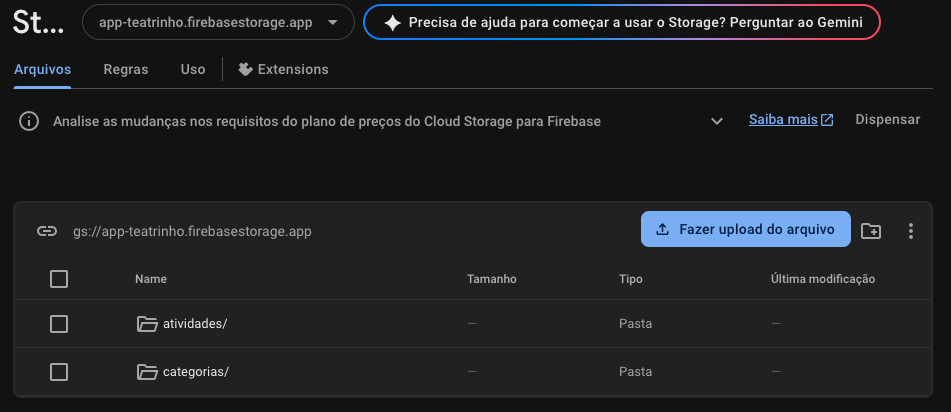 St...
app-teatrinho.firebasestorage.app
Precisa de ajuda para começar a usar o Storage? Perguntar ao Gemini
Arquivos Regras Uso Extensions
Analise as mudanças nos requisitos do plano de preços do Cloud Storage para Firebase Saiba mais Dispensar
gs://app-teatrinho.firebasestorage.app Fazer upload do arquivo
Name Tamanho Tipo Última modificação
atividades/ — Pasta —
categorias/ — Pasta —